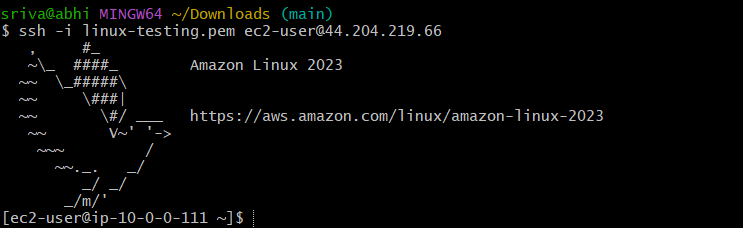 sriva@abhi MINGW64 ~/Downloads (main)
$ ssh -i linux-testing.pem ec2-user@44.204.219.66
   ,     #_
   ~\_  ####_        Amazon Linux 2023
  ~~  \_#####\
  ~~     \###|
  ~~       \#/ ___   https://aws.amazon.com/linux/amazon-linux-2023
   ~~       V~' '->
    ~~~         /
      ~~._.   _/
         _/ _/
       _/m/'
[ec2-user@ip-10-0-0-111 ~]$